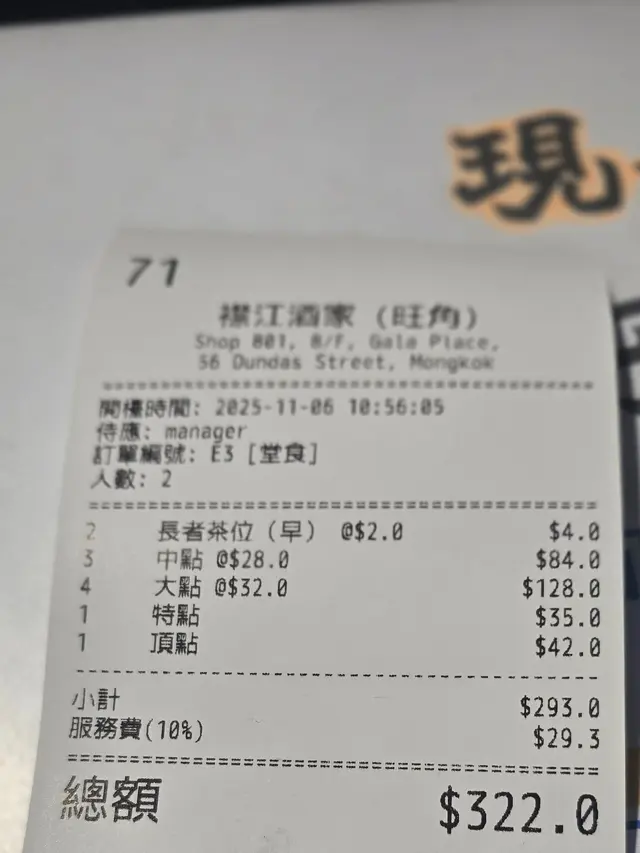 現
71
襟江酒家 (旺角)
Shop 801, 8/F, Gala Place,
56 Dundas Street, Mongkok
開檯時間: 2025-11-06 10:56:05
侍應: manager
訂單編號: E3 [堂食]
人數: 2
2 長者茶位 (早) @$2.0 $4.0
3 中點 @$28.0 $84.0
4 大點 @$32.0 $128.0
1 特點 $35.0
1 頂點 $42.0
小計 $293.0
服務費(10%) $29.3
總額 $322.0